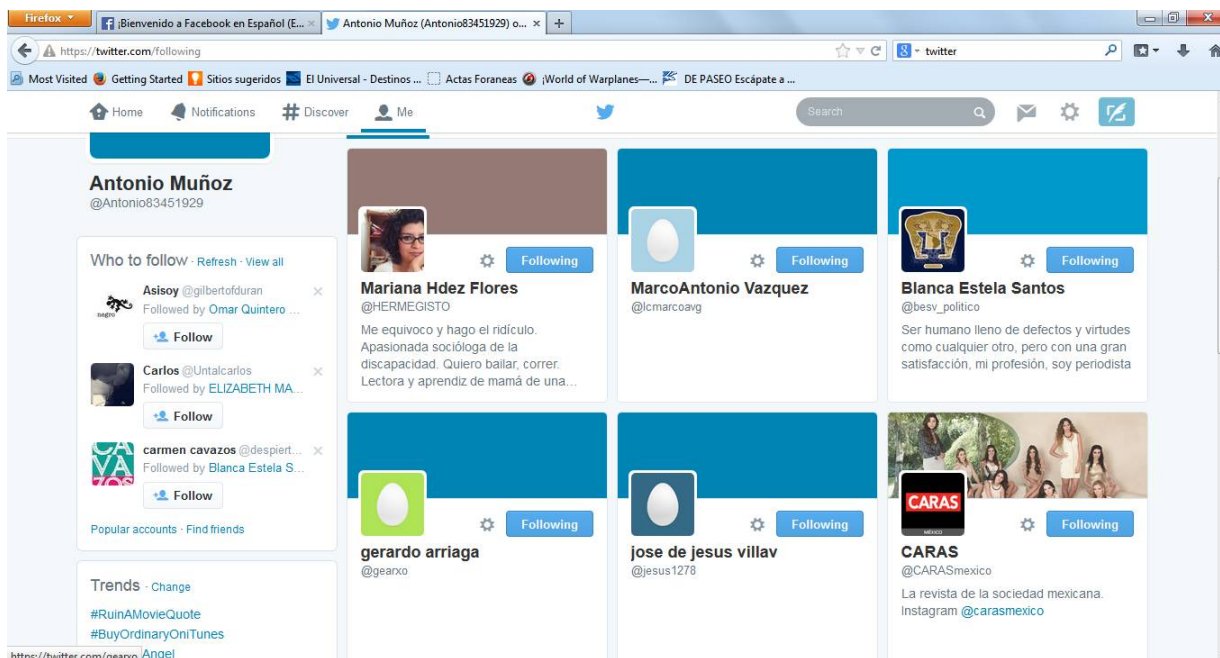 Firefox
¡Bienvenido a Facebook en Español (E...
Antonio Muñoz (Antonio83451929) o...
https://twitter.com/following
twitter
Most Visited Getting Started Sitios sugeridos El Universal - Destinos ... Actas Foraneas ¡World of Warplanes—... DE PASEO Escápate a ...
Home Notifications Discover Me
Search
Antonio Muñoz
@Antonio83451929
Who to follow · Refresh · View all
Asisoy @gilbertofduran
Followed by Omar Quintero ...
Follow
negro
Carlos @Untalcarlos
Followed by ELIZABETH MA...
Follow
carmen cavazos @despiert...
Followed by Blanca Estela S...
Follow
CA
VA
ZOS
Popular accounts · Find friends
Trends · Change
#RuinAMovieQuote
#BuyOrdinaryOniTunes
Angel
https://twitter.com/gearxo
Following
Mariana Hdez Flores
@HERMEGISTO
Me equivoco y hago el ridículo.
Apasionada socióloga de la
discapacidad. Quiero bailar, correr.
Lectora y aprendiz de mamá de una...
Following
MarcoAntonio Vazquez
@lcmarcoavg
Following
Blanca Estela Santos
@besv_politico
Ser humano lleno de defectos y virtudes
como cualquier otro, pero con una gran
satisfacción, mi profesión, soy periodista
Following
gerardo arriaga
@gearxo
Following
jose de jesus villav
@jesus1278
CARAS
MÉXICO
Following
CARAS
@CARASmexico
La revista de la sociedad mexicana.
Instagram @carasmexico